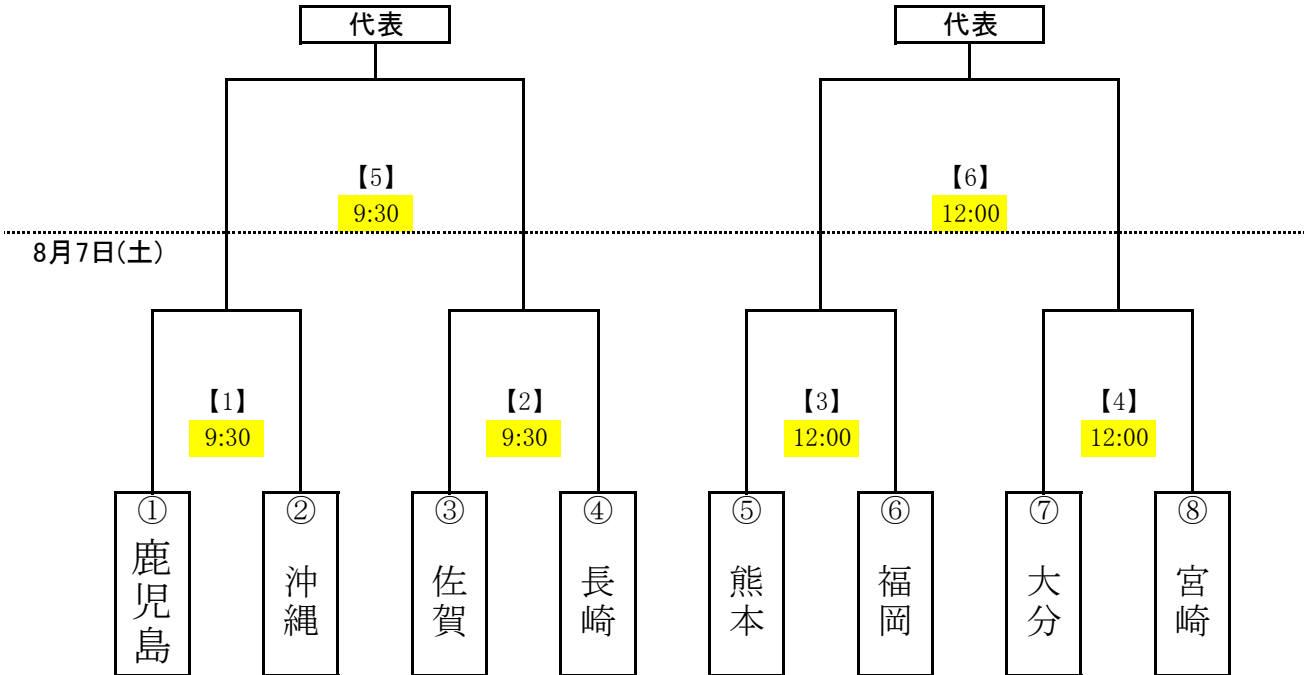 代表
代表
【5】
9:30
【6】
12:00
8月7日(土)
【1】
9:30
【2】
9:30
【3】
12:00
【4】
12:00
①
鹿児島
②
沖縄
③
佐賀
④
長崎
⑤
熊本
⑥
福岡
⑦
大分
⑧
宮崎